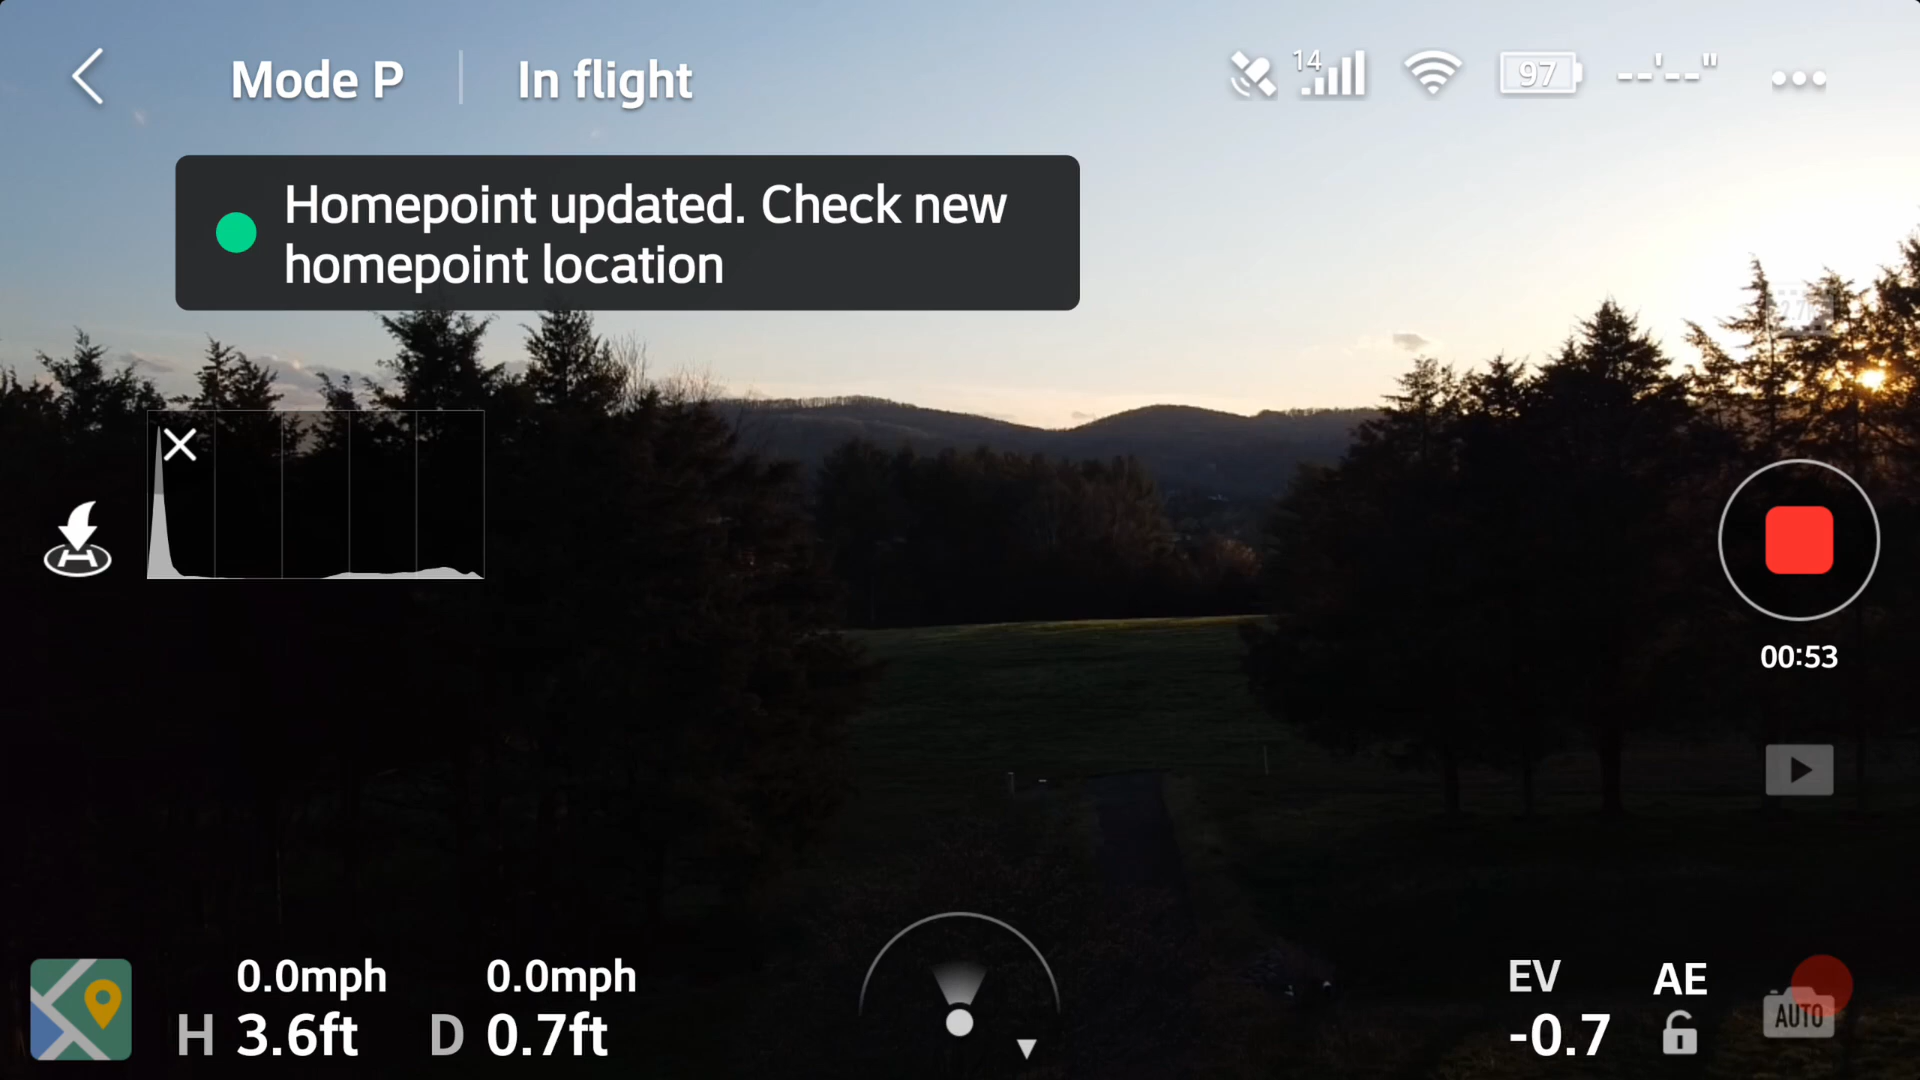 Mode P
In flight
14
97
--'--"
Homepoint updated. Check new
homepoint location
00:53
0.0mph
0.0mph
H 3.6ft
D 0.7ft
EV
-0.7
AE
AUTO